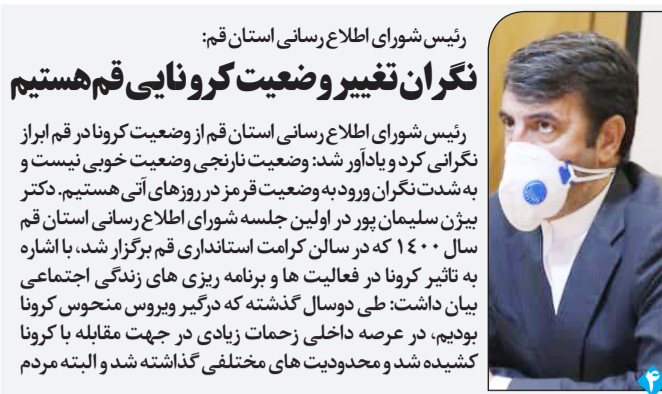 رئیس شورای اطلاع رسانی استان قم:
نگران تغییر وضعیت کرونایی قم هستیم
رئیس شورای اطلاع رسانی استان قم از وضعیت کرونا در قم ابراز
نگرانی کرد و یادآور شد: وضعیت نارنجی وضعیت خوبی نیست و
به شدت نگران ورود به وضعیت قرمز در روزهای آتی هستیم. دکتر
بیژن سلیمان پور در اولین جلسه شورای اطلاع رسانی استان قم
سال ۱٤۰۰ که در سالن کرامت استانداری قم برگزار شد، با اشاره
به تاثیر کرونا در فعالیت ها و برنامه ریزی های زندگی اجتماعی
بیان داشت: طی دوسال گذشته که درگیر ویروس منحوس کرونا
بودیم، در عرصه داخلی زحمات زیادی در جهت مقابله با کرونا
کشیده شد و محدودیت های مختلفی گذاشته شد و البته مردم
۴